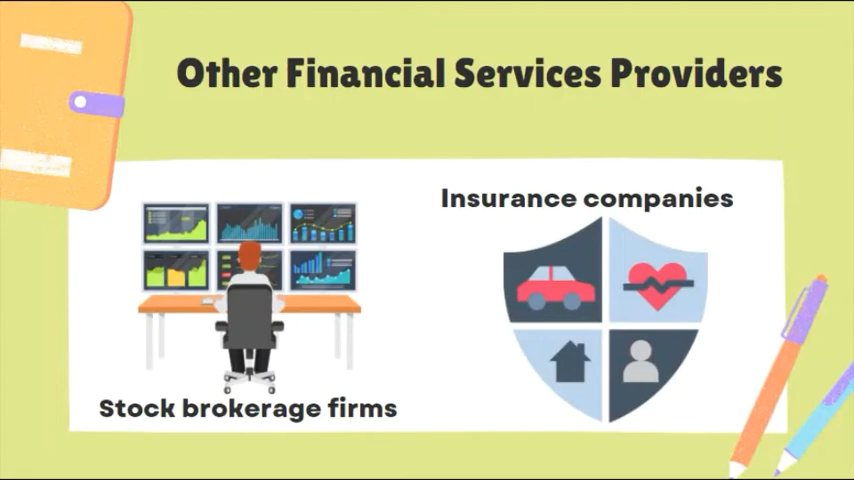 Other Financial Services Providers
Insurance companies
Stock brokerage firms